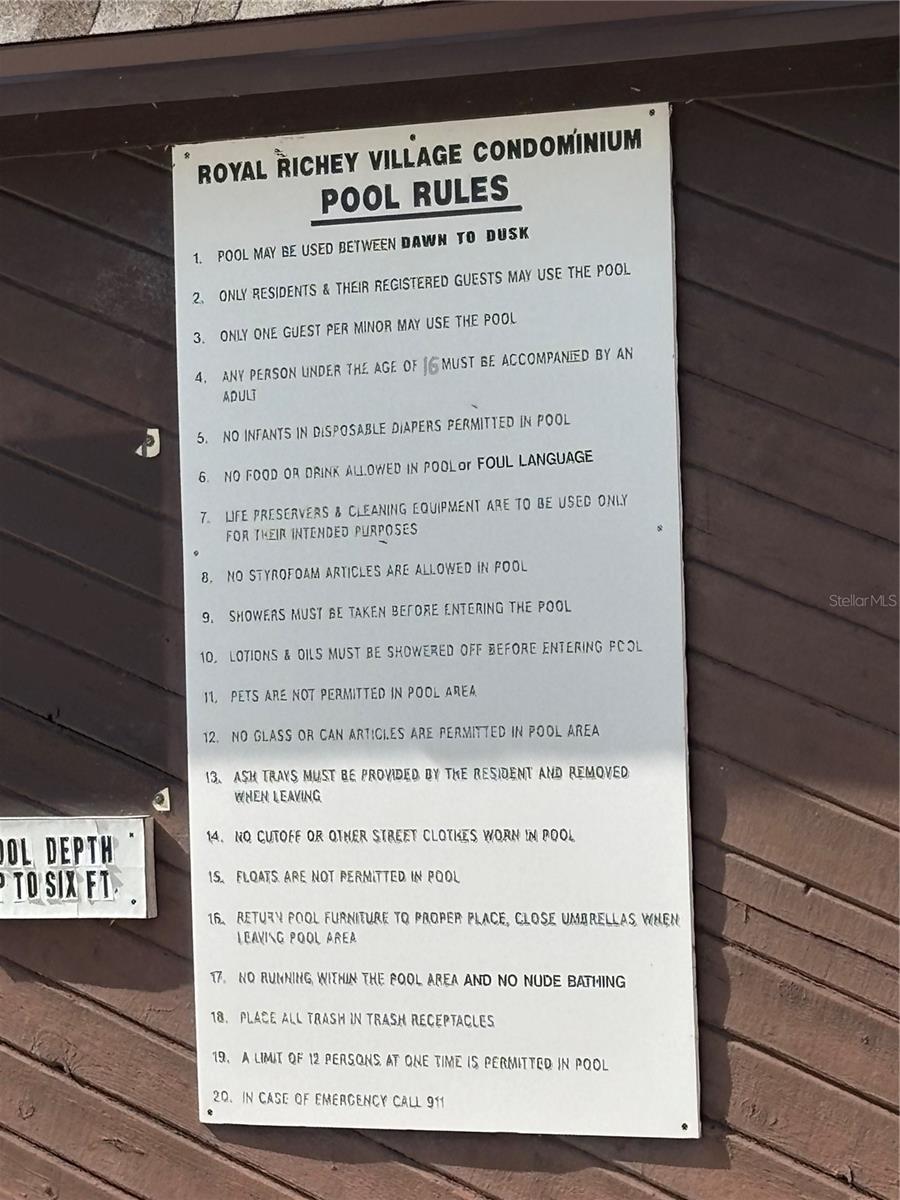 ROYAL RICHEY VILLAGE CONDOMINIUM
POOL RULES
1. POOL MAY BE USED BETWEEN DAWN TO DUSK
2. ONLY RESIDENTS & THEIR REGISTERED GUESTS MAY USE THE POOL
3. ONLY ONE GUEST PER MINOR MAY USE THE POOL
4. ANY PERSON UNDER THE AGE OF 16 MUST BE ACCOMPANIED BY AN
ADULT
5. NO INFANTS IN DISPOSABLE DIAPERS PERMITTED IN POOL
6. NO FOOD OR DRINK ALLOWED IN POOL or FOUL LANGUAGE
7. LIFE PRESERVERS & CLEANING EQUIPMENT ARE TO BE USED ONLY
FOR THEIR INTENDED PURPOSES
8. NO STYROFOAM ARTICLES ARE ALLOWED IN POOL
9. SHOWERS MUST BE TAKEN BEFORE ENTERING THE POOL
10. LOTIONS & OILS MUST BE SHOWERED OFF BEFORE ENTERING POOL
11. PETS ARE NOT PERMITTED IN POOL AREA
12. NO GLASS OR CAN ARTICLES ARE PERMITTED IN POOL AREA
13. ASH TRAYS MUST BE PROVIDED BY THE RESIDENT AND REMOVED
WHEN LEAVING
14. NO CUTOFF OR OTHER STREET CLOTHES WORN IN POOL
15. FLOATS ARE NOT PERMITTED IN POOL
16. RETURN POOL FURNITURE TO PROPER PLACE, CLOSE UMBRELLAS, WHEN
LEAVING POOL AREA
17. NO RUNNING WITHIN THE POOL AREA AND NO NUDE BATHING
18. PLACE ALL TRASH IN TRASH RECEPTACLES
19. A LIMIT OF 12 PERSONS AT ONE TIME IS PERMITTED IN POOL
20. IN CASE OF EMERGENCY CALL 911
OOL DEPTH
P TO SIX FT.
StellarMLS